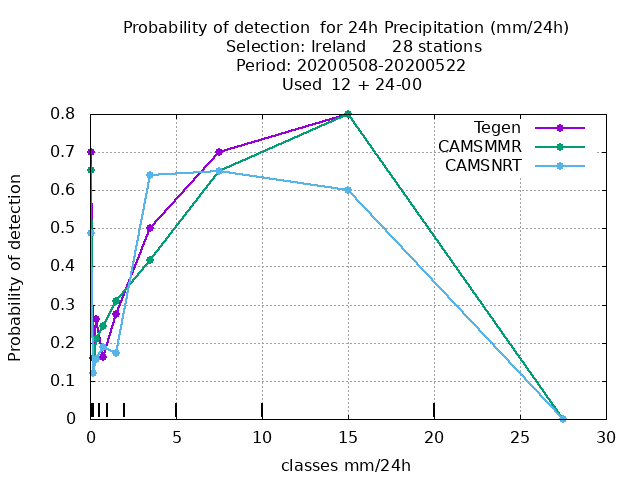 Probability of detection  for 24h Precipitation (mm/24h)
Selection: Ireland     28 stations
Period: 20200508-20200522
Used  12 + 24-00
Tegen
CAMSMMR
CAMSNRT
Probability of detection
0.8
0.7
0.6
0.5
0.4
0.3
0.2
0.1
0
0 5 10 15 20 25 30
classes mm/24h